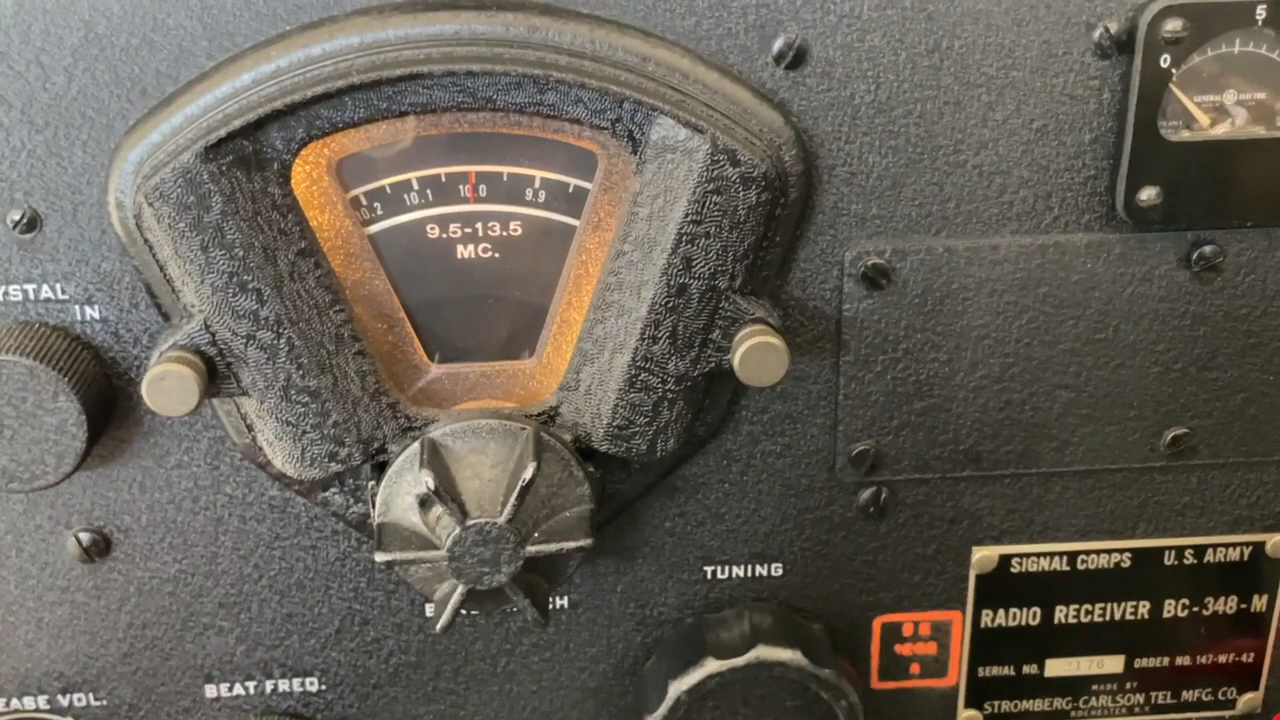 5
0
GENERAL GE ELECTRIC
10.2 10.1 10.0 9.9
9.5-13.5
MC.
YSTAL
IN
TUNING
BEAT FREQ.
EASE VOL.
SIGNAL CORPS U.S. ARMY
RADIO RECEIVER BC-348-M
SERIAL NO. 2176 ORDER NO. 147-WF-42
MADE BY
STROMBERG-CARLSON TEL. MFG. CO.
ROCHESTER, N.Y.